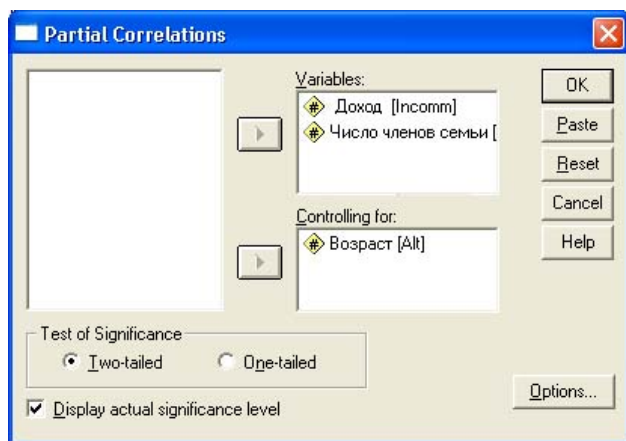 Partial Correlations
Variables:
Доход [Incomm]
Число членов семьи [
Controlling for:
Возраст [Alt]
OK
Paste
Reset
Cancel
Help
Test of Significance
Two-tailed
One-tailed
Display actual significance level
Options...